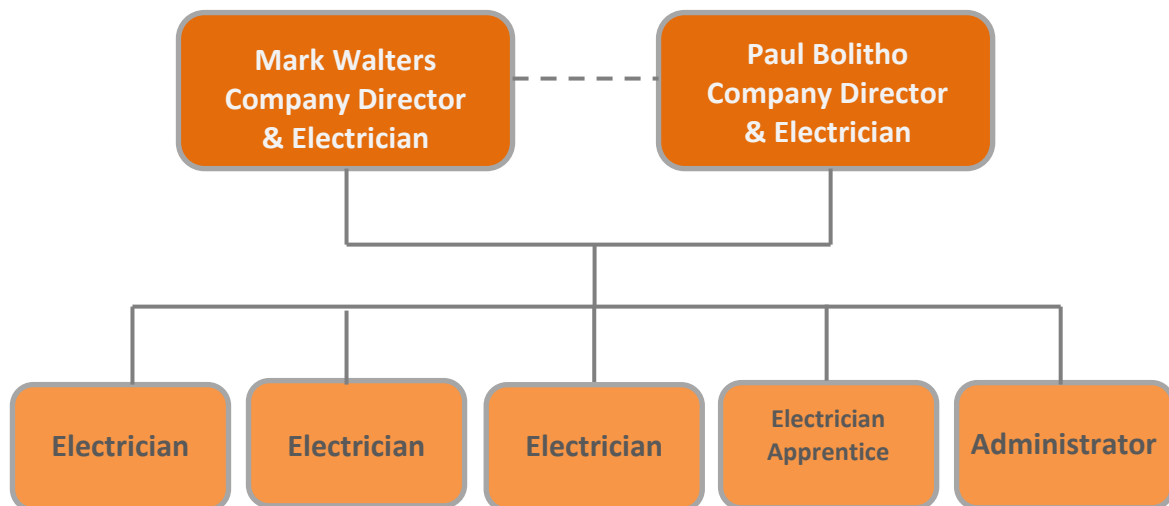 Mark Walters
Company Director
& Electrician
Paul Bolitho
Company Director
& Electrician
Electrician
Electrician
Electrician
Electrician
Apprentice
Administrator